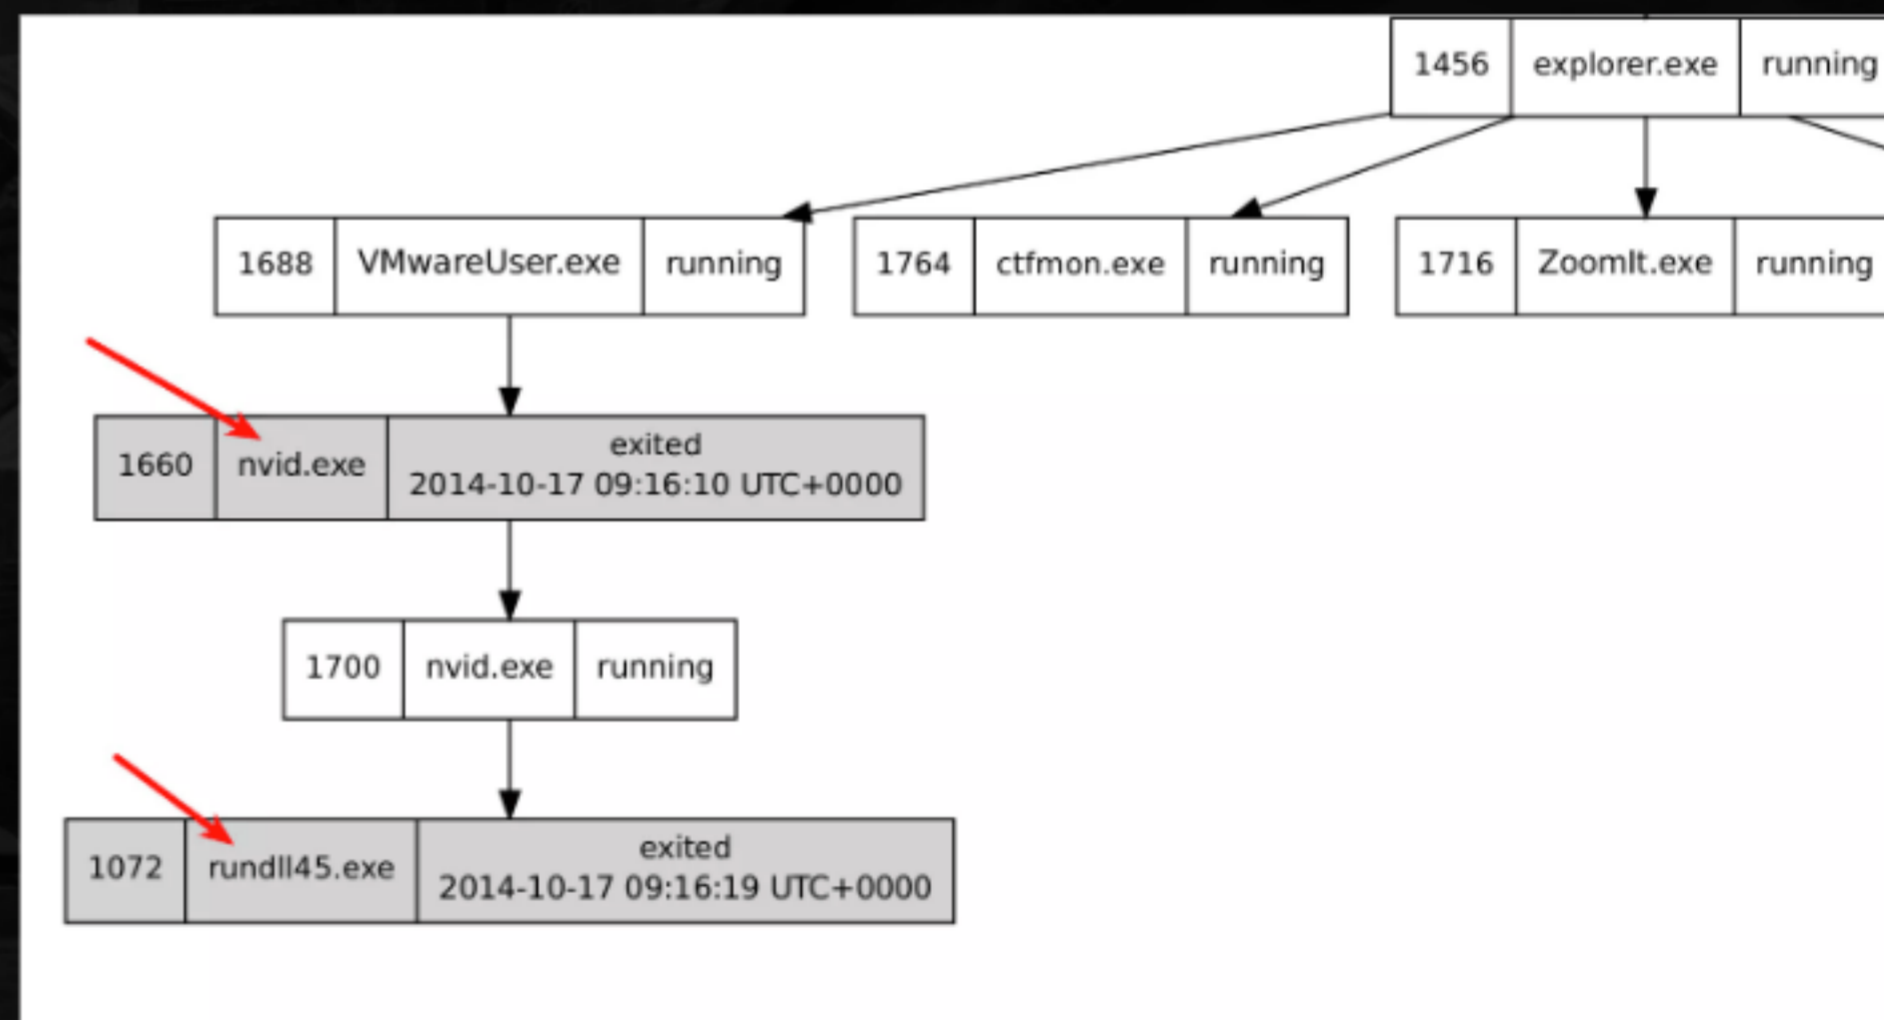 1456 explorer.exe running
1688 VMwareUser.exe running
1764 ctfmon.exe running
1716 ZoomIt.exe running
1660 nvid.exe exited
2014-10-17 09:16:10 UTC+0000
1700 nvid.exe running
1072 rundll45.exe exited
2014-10-17 09:16:19 UTC+0000